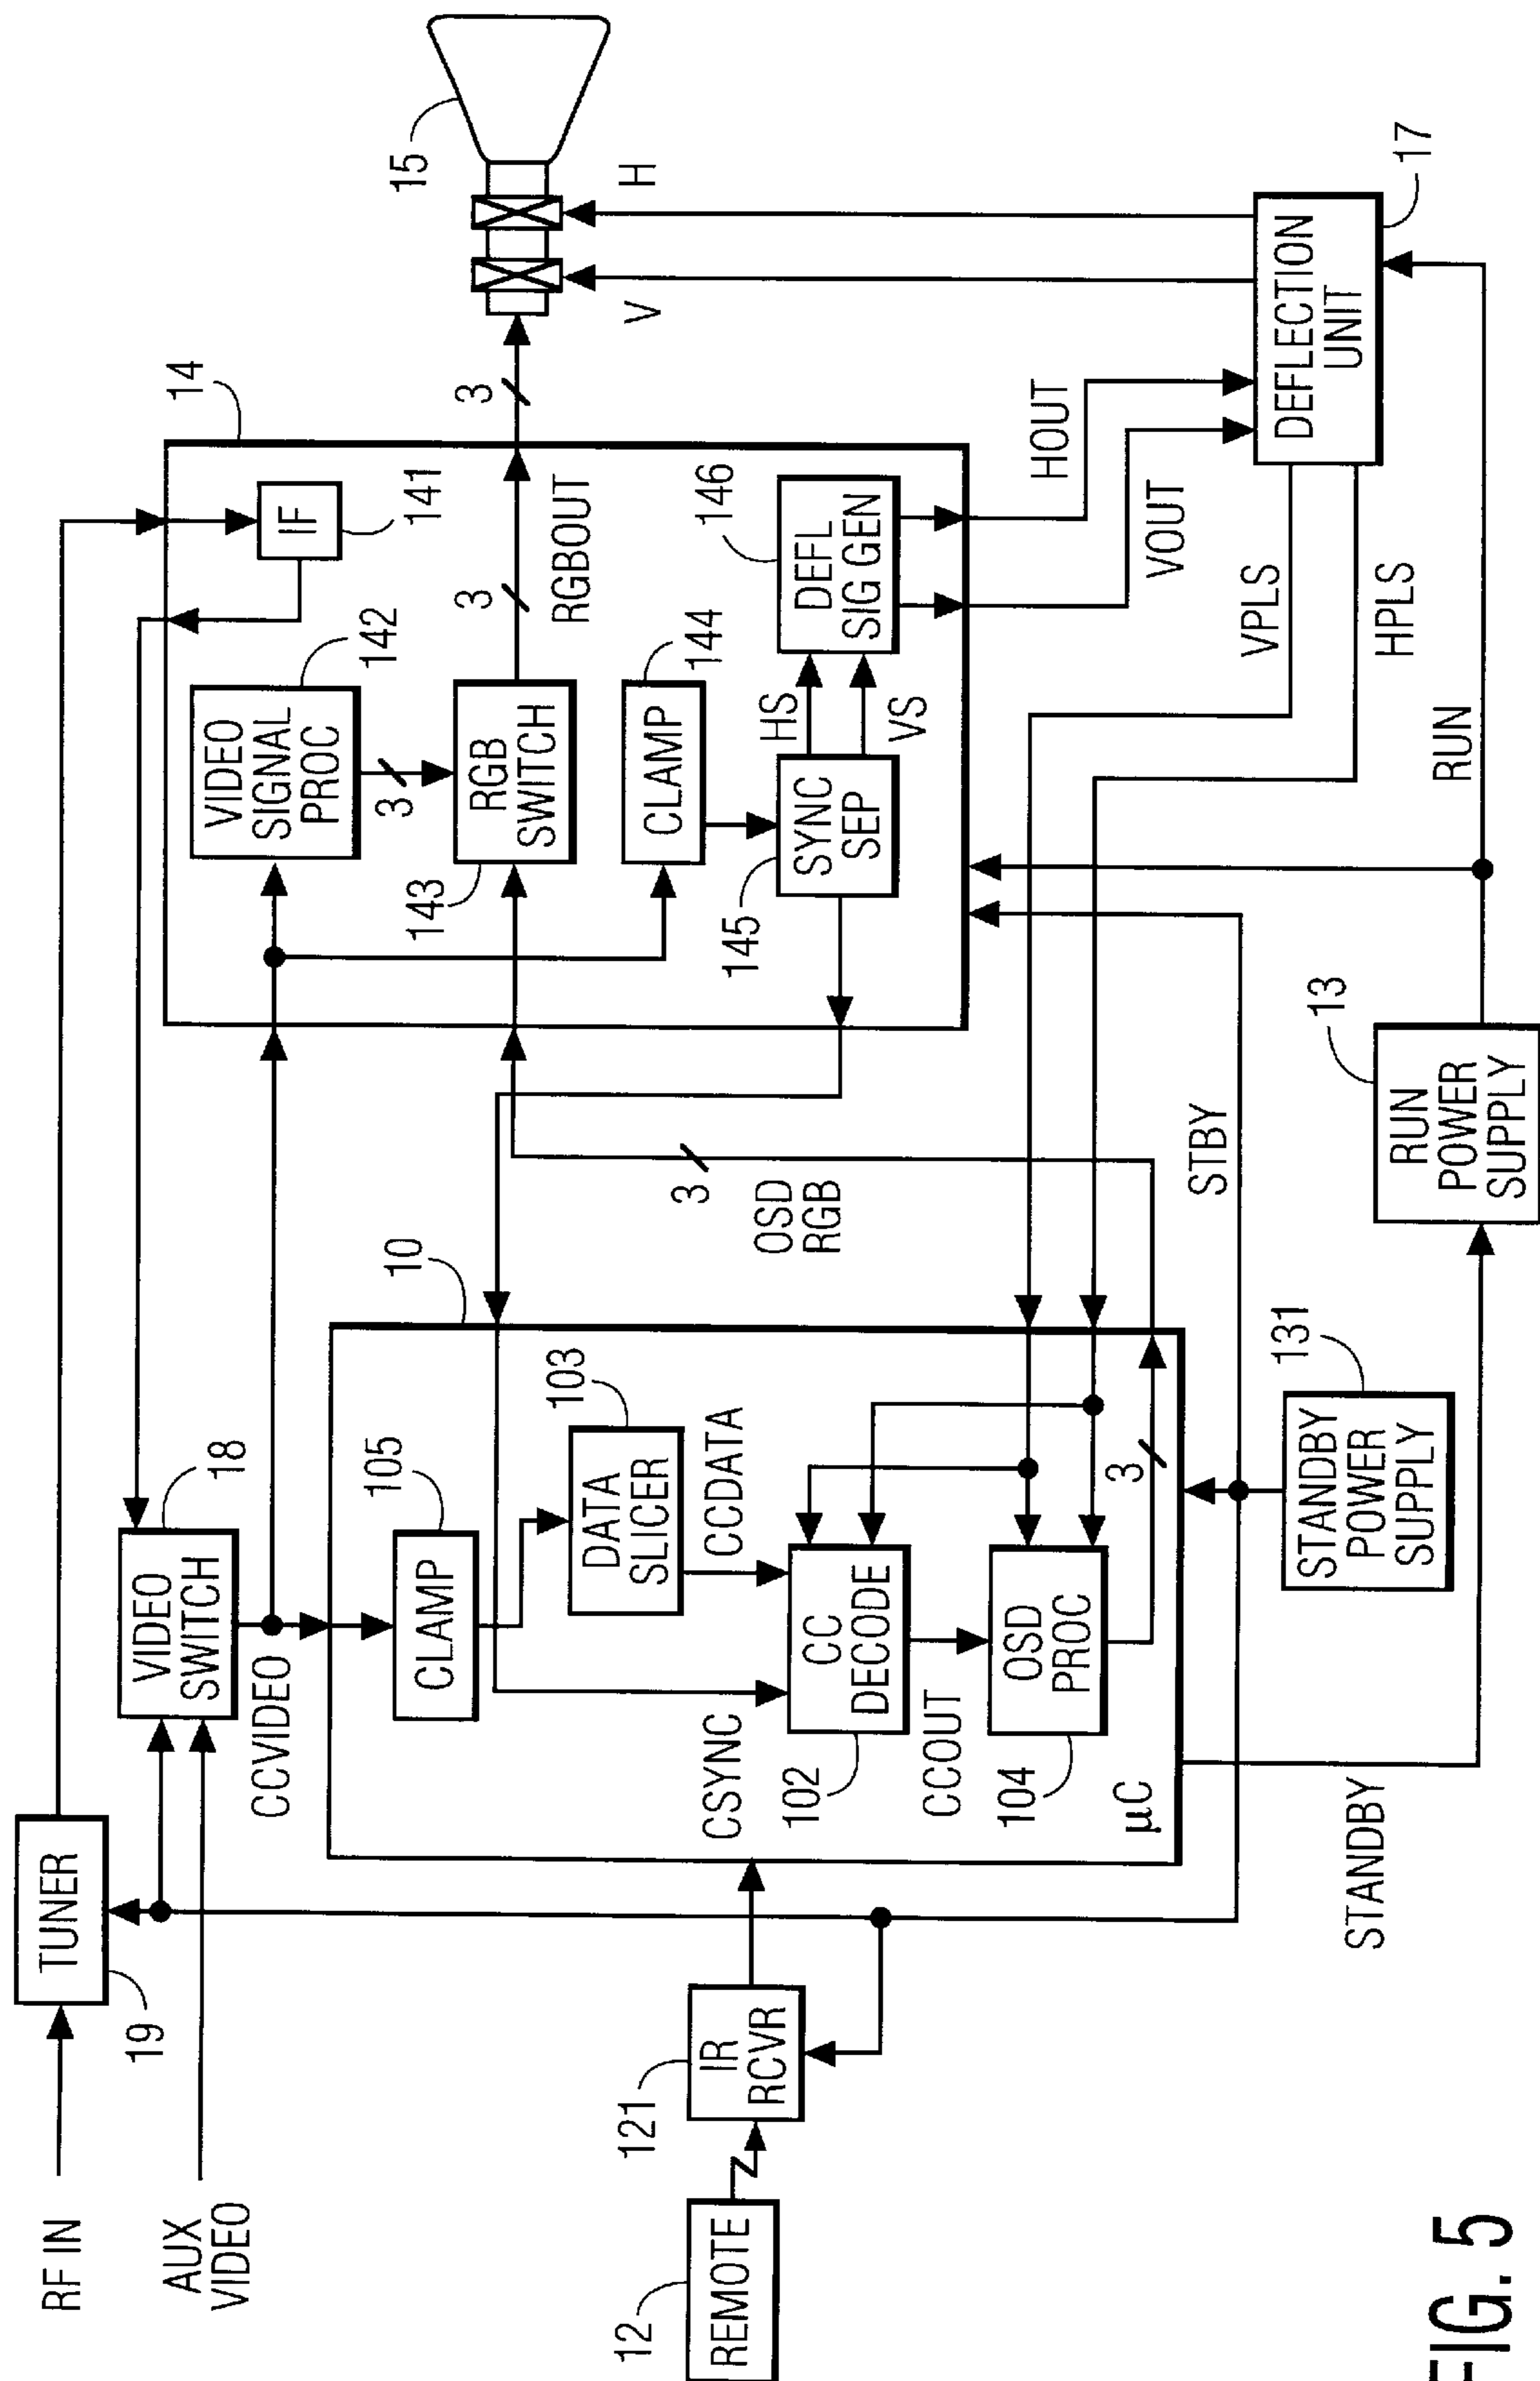 RF IN
AUX
VIDEO
TUNER
19
VIDEO
SWITCH
18
CCVIDEO
REMOTE
12
IR
RCVR
121
10
CLAMP
105
DATA
SLICER
103
CCDATA
CSYNC
CC
DECODE
102
CCOUT
OSD
PROC
104
3
μC
3
OSD
RGB
14
IF
141
VIDEO
SIGNAL
PROC
142
3
RGB
SWITCH
143
3
RGBOUT
3
CLAMP
144
SYNC
SEP
145
HS
VS
DEFL
SIG GEN
146
15
V
H
HOUT
VOUT
VPLS
HPLS
DEFLECTION
UNIT
17
RUN
STBY
STANDBY
STANDBY
POWER
SUPPLY
131
RUN
POWER
SUPPLY
13
FIG. 5